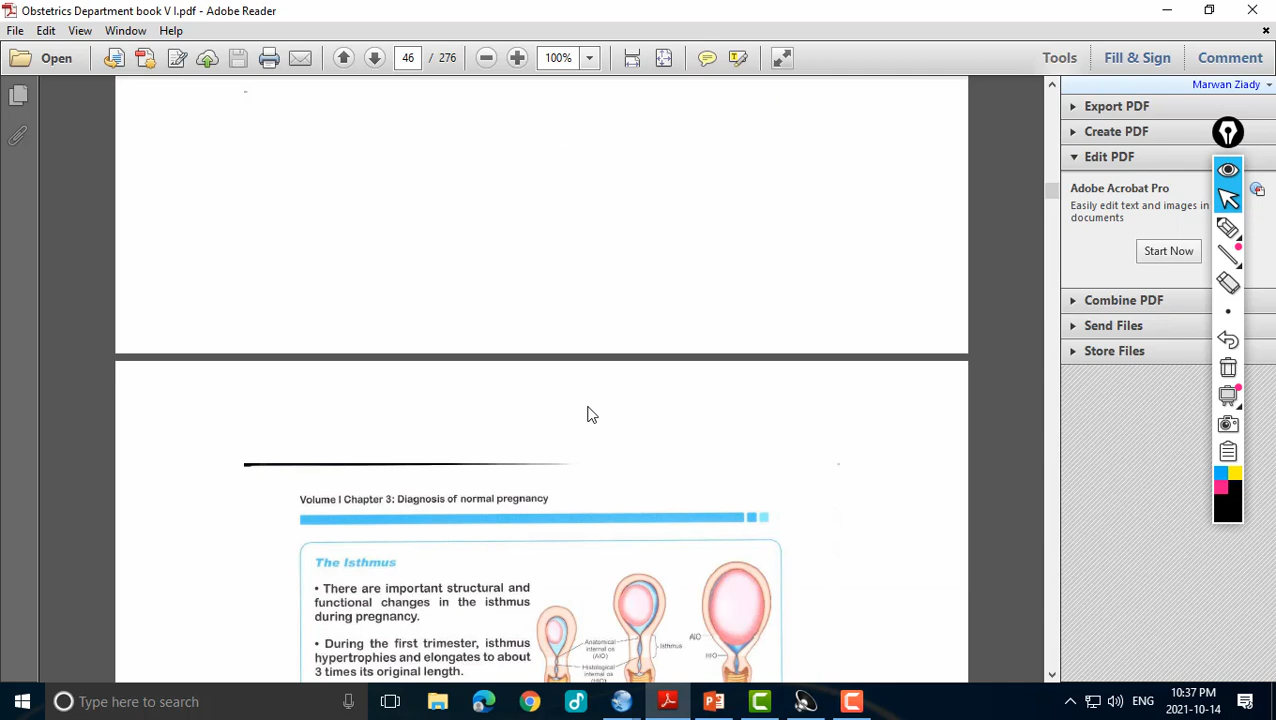 Obstetrics Department book V I.pdf - Adobe Reader
File Edit View Window Help
Open 46 / 276 100% Tools Fill & Sign Comment
Marwan Ziady
Export PDF
Create PDF
Edit PDF
Adobe Acrobat Pro
Easily edit text and images in
documents
Start Now
Combine PDF
Send Files
Store Files
Volume I Chapter 3: Diagnosis of normal pregnancy
The Isthmus
• There are important structural and
functional changes in the isthmus
during pregnancy.
• During the first trimester, isthmus
hypertrophies and elongates to about
3 times its original length.
Anatomical
internal os
(AIO)
Isthmus
Histological
internal os
AIO
HIO
Type here to search
ENG
10:37 PM
2021-10-14